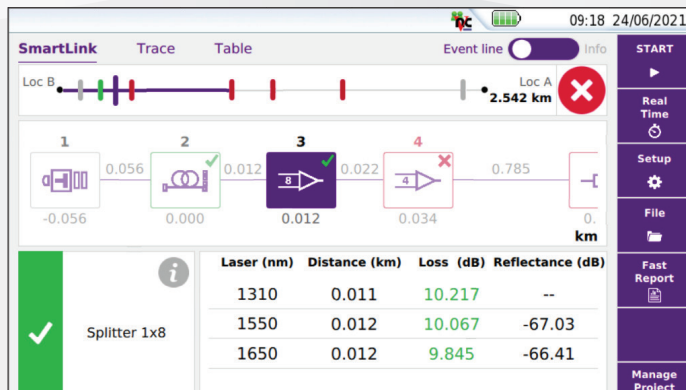 09:18 24/06/2021
SmartLink Trace Table Event line Info
START
Loc B Loc A
2.542 km
Real
Time
Setup
File
Fast
Report
Manage
Project
1 2 3 4
0.056 0.012 0.022 0.785
8 4
-0.056 0.000 0.012 0.034 0.
km
Laser (nm) Distance (km) Loss (dB) Reflectance (dB)
1310 0.011 10.217 --
1550 0.012 10.067 -67.03
1650 0.012 9.845 -66.41
i
Splitter 1x8